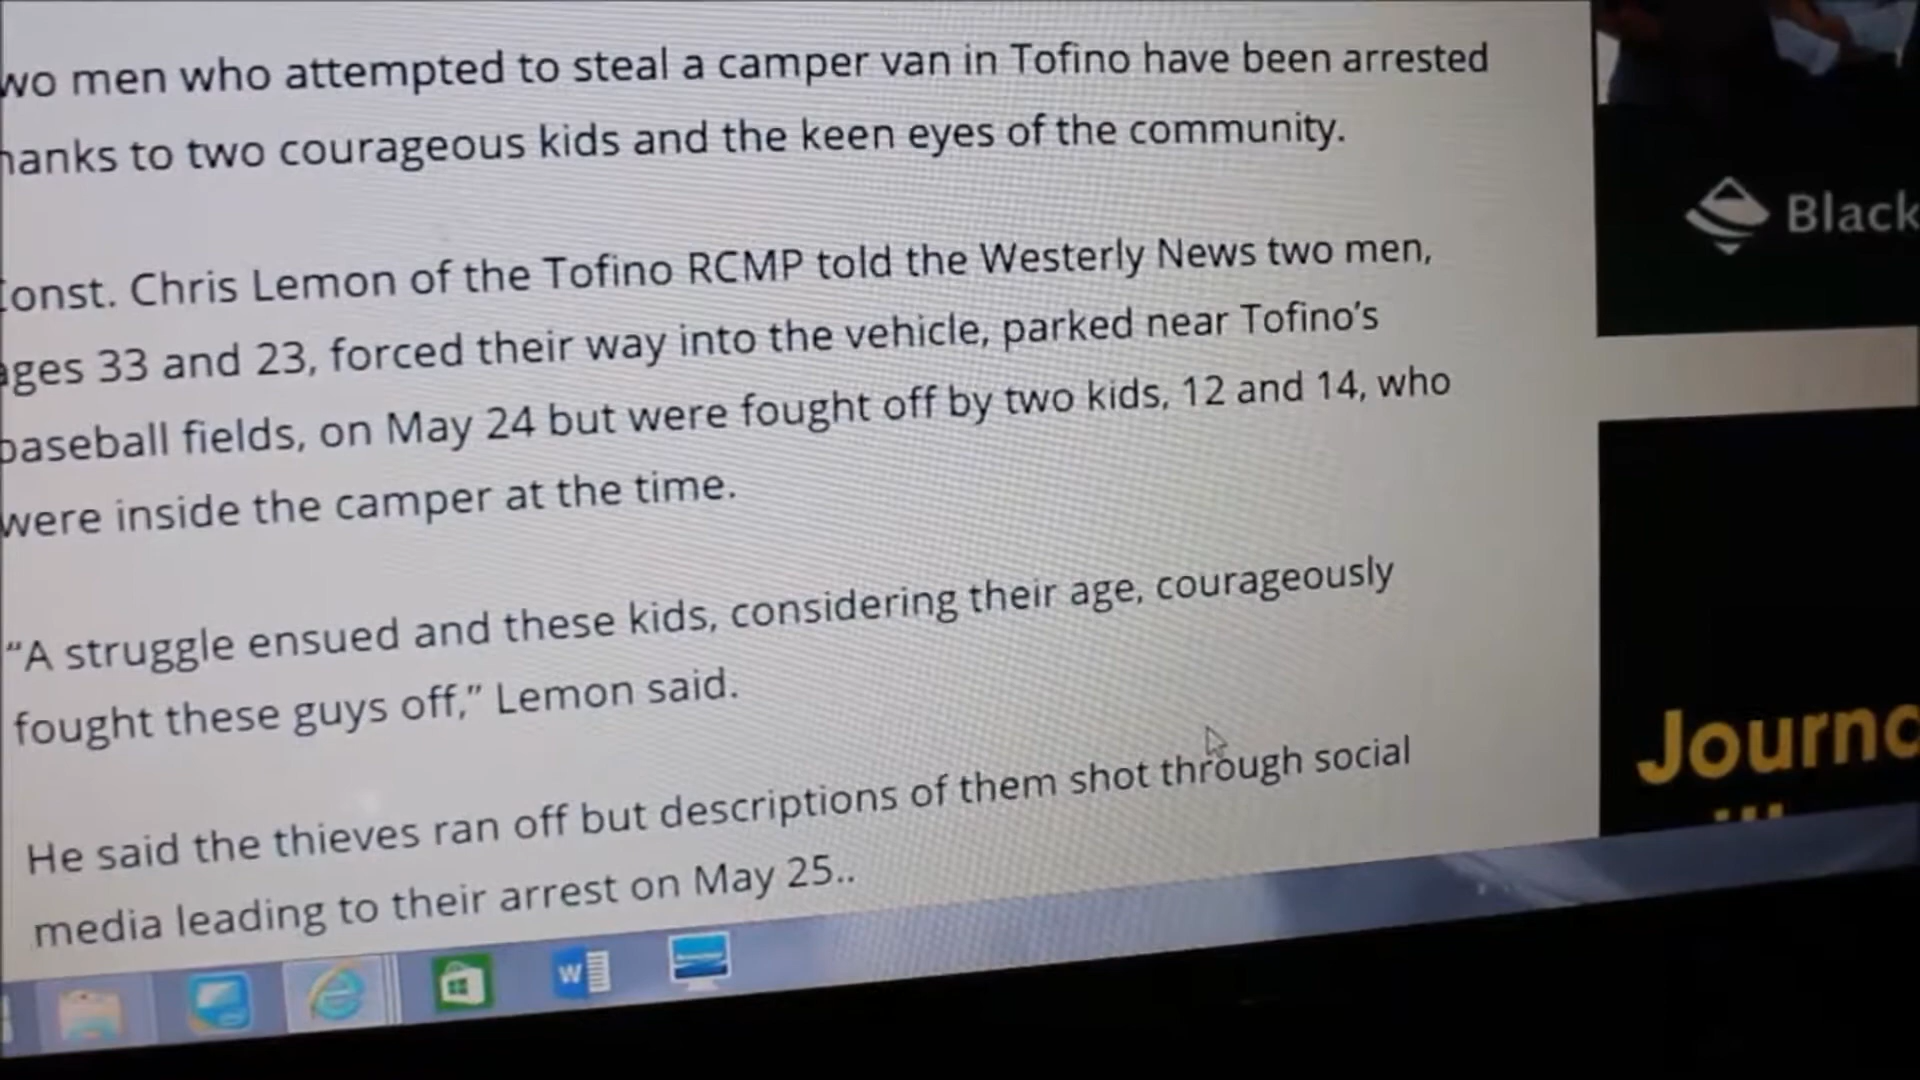 wo men who attempted to steal a camper van in Tofino have been arrested
hanks to two courageous kids and the keen eyes of the community.
Const. Chris Lemon of the Tofino RCMP told the Westerly News two men,
ages 33 and 23, forced their way into the vehicle, parked near Tofino's
baseball fields, on May 24 but were fought off by two kids, 12 and 14, who
were inside the camper at the time.
“A struggle ensued and these kids, considering their age, courageously
fought these guys off,” Lemon said.
He said the thieves ran off but descriptions of them shot through social
media leading to their arrest on May 25..
Black
Journa
W